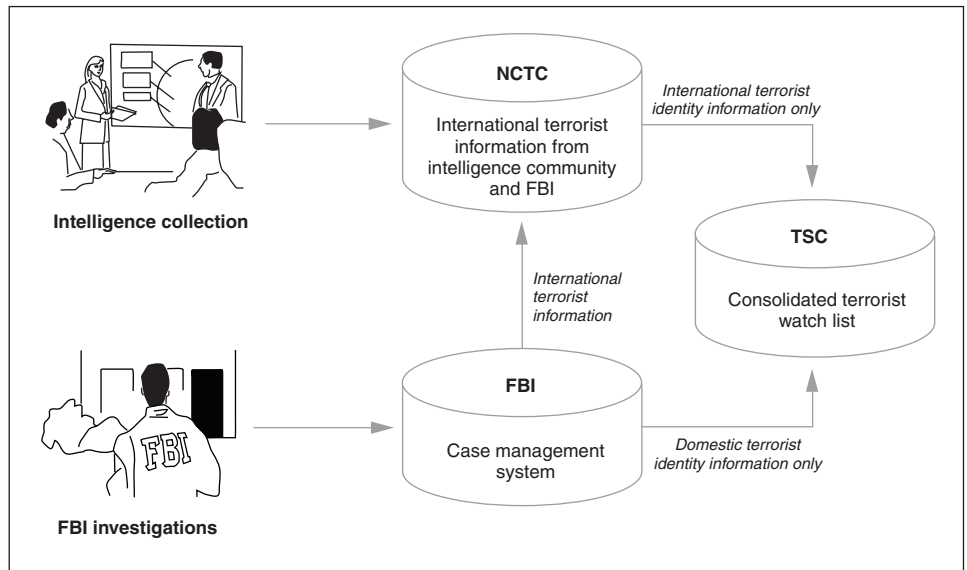 NCTC
International terrorist
information from
intelligence community
and FBI
International terrorist
identity information only
Intelligence collection
TSC
Consolidated terrorist
watch list
International
terrorist
information
FBI
Case management
system
Domestic terrorist
identity information only
FBI
FBI investigations